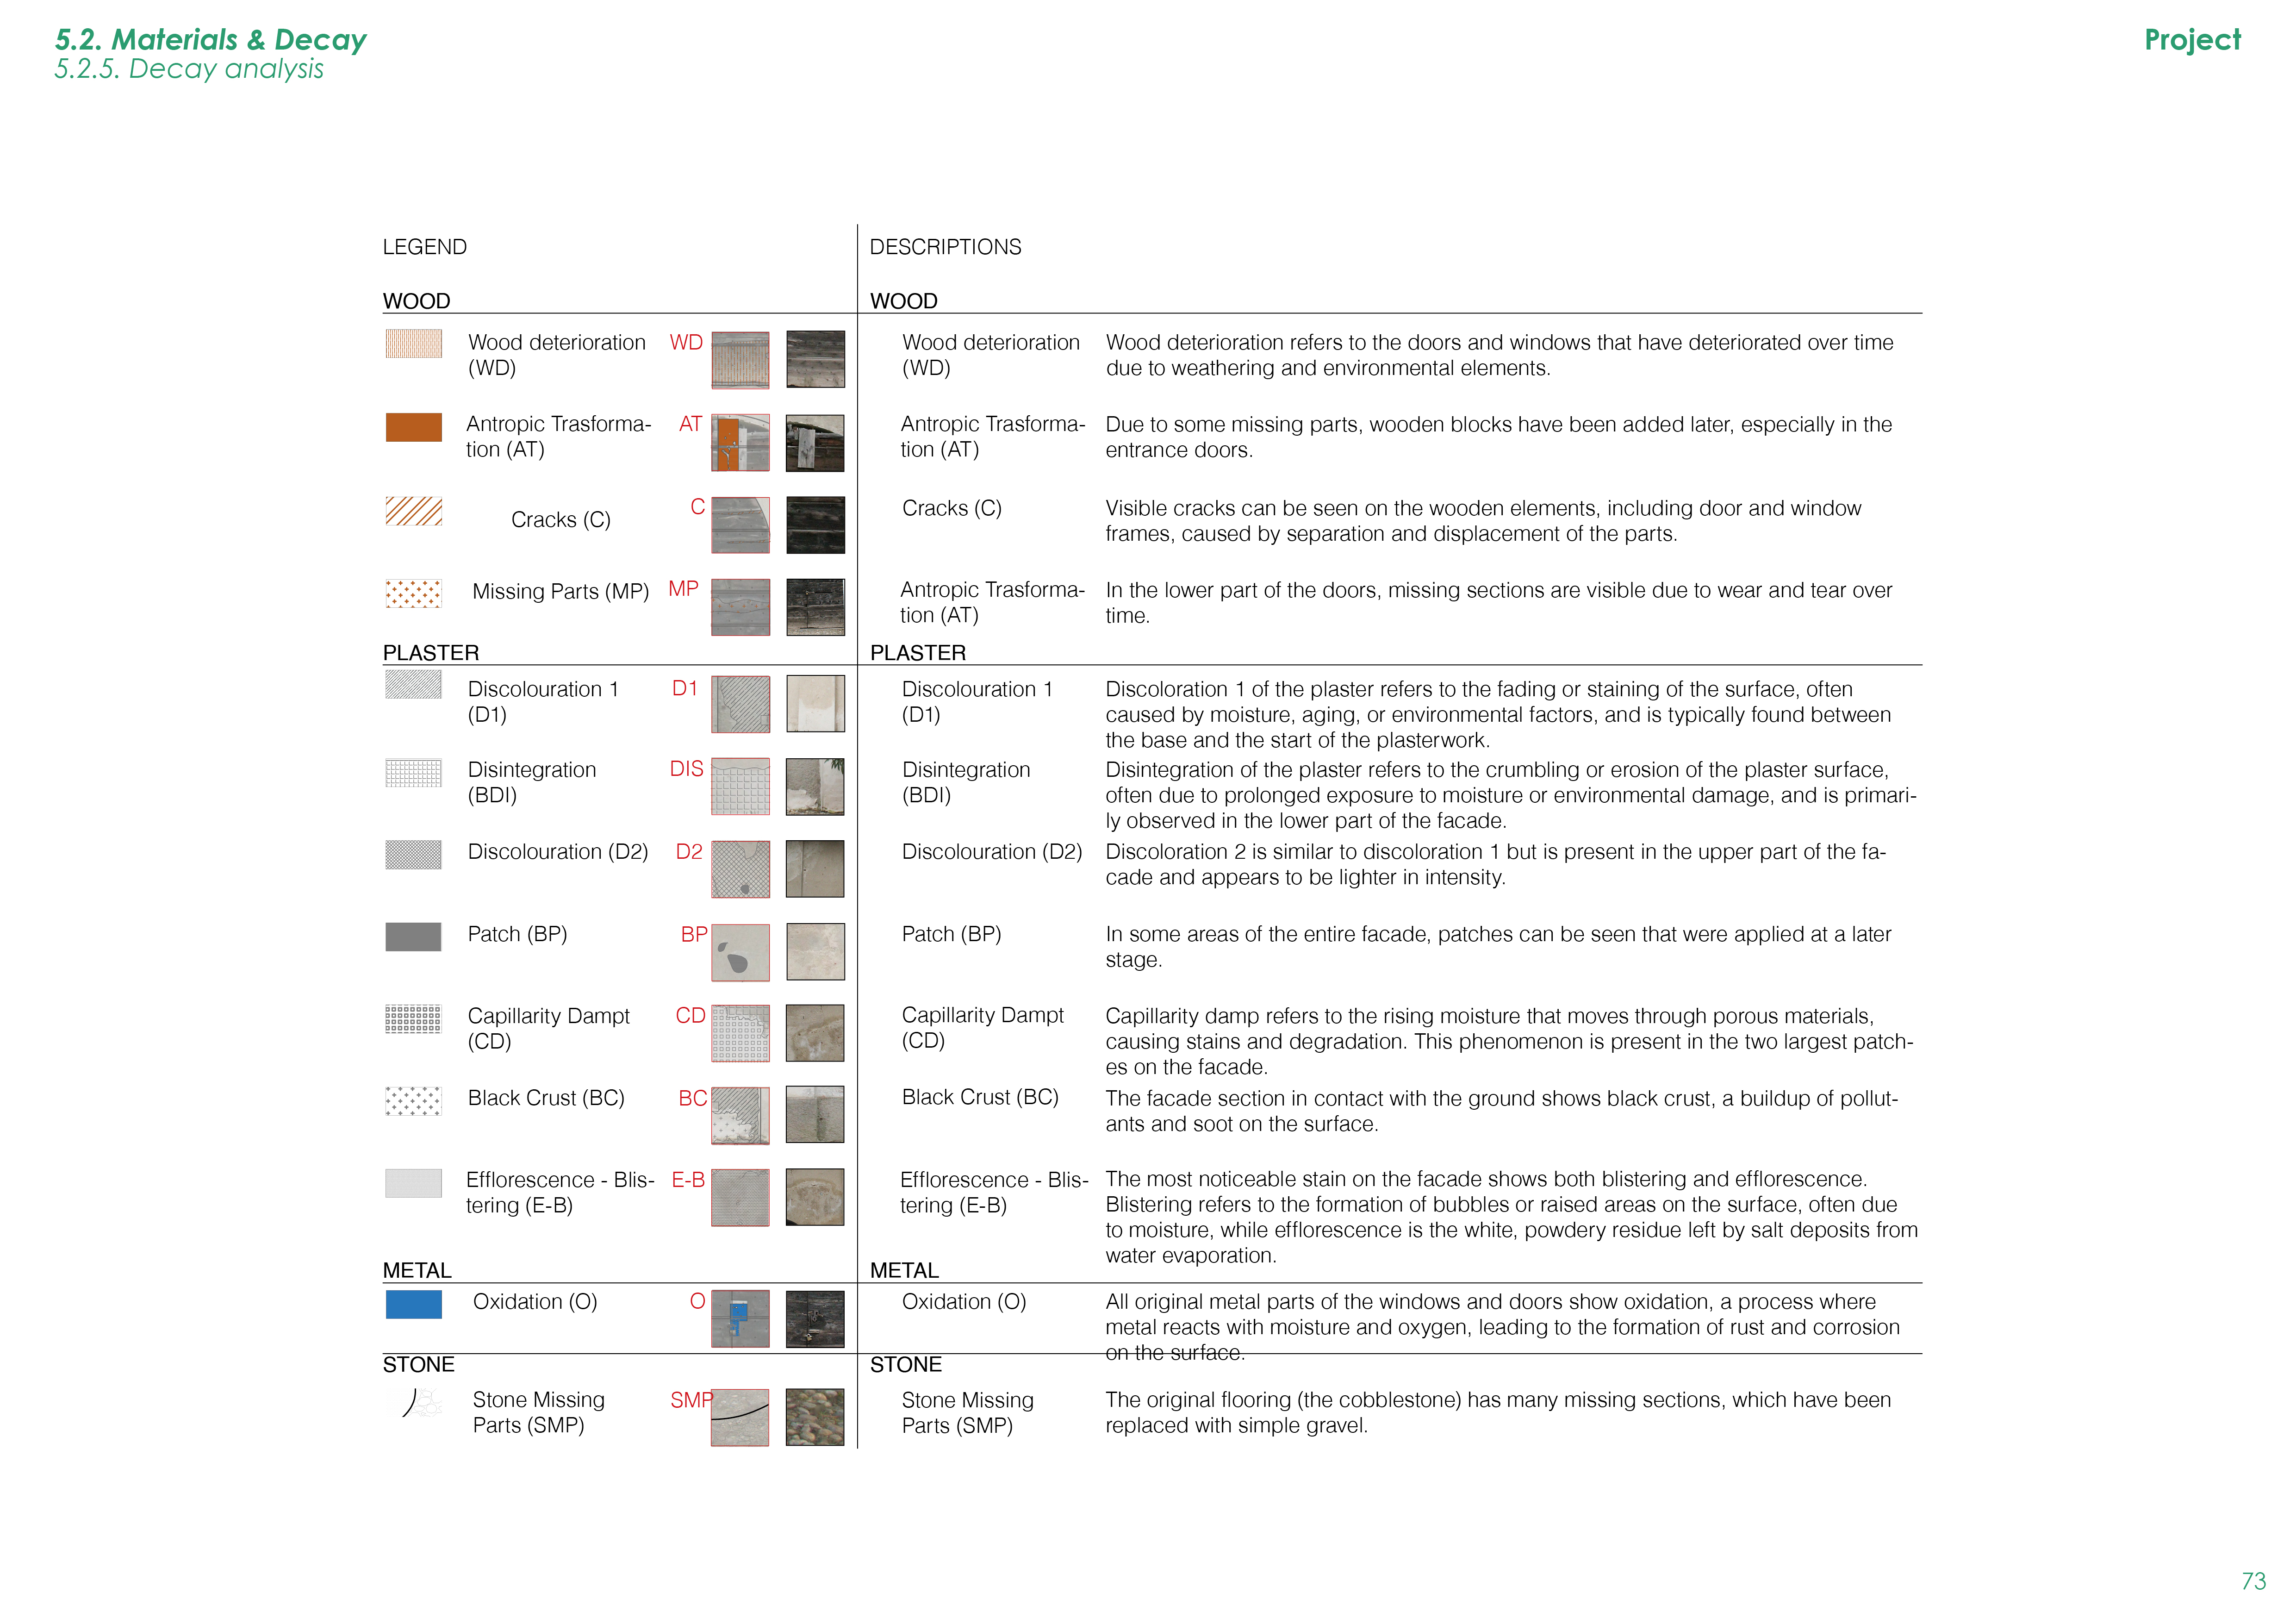 5.2. Materials & Decay
5.2.5. Decay analysis
Project
LEGEND
WOOD
Wood deterioration
(WD)
WD
Antropic Trasforma-
tion (AT)
AT
Cracks (C)
C
Missing Parts (MP)
MP
PLASTER
Discolouration 1
(D1)
D1
Disintegration
(BDI)
DIS
Discolouration (D2)
D2
Patch (BP)
BP
Capillarity Dampt
(CD)
CD
Black Crust (BC)
BC
Efflorescence - Blis-
tering (E-B)
E-B
METAL
Oxidation (O)
O
STONE
Stone Missing
Parts (SMP)
SMP
DESCRIPTIONS
WOOD
Wood deterioration
(WD)
Wood deterioration refers to the doors and windows that have deteriorated over time
due to weathering and environmental elements.
Antropic Trasforma-
tion (AT)
Due to some missing parts, wooden blocks have been added later, especially in the
entrance doors.
Cracks (C)
Visible cracks can be seen on the wooden elements, including door and window
frames, caused by separation and displacement of the parts.
Antropic Trasforma-
tion (AT)
In the lower part of the doors, missing sections are visible due to wear and tear over
time.
PLASTER
Discolouration 1
(D1)
Discoloration 1 of the plaster refers to the fading or staining of the surface, often
caused by moisture, aging, or environmental factors, and is typically found between
the base and the start of the plasterwork.
Disintegration
(BDI)
Disintegration of the plaster refers to the crumbling or erosion of the plaster surface,
often due to prolonged exposure to moisture or environmental damage, and is primari-
ly observed in the lower part of the facade.
Discolouration (D2)
Discoloration 2 is similar to discoloration 1 but is present in the upper part of the fa-
cade and appears to be lighter in intensity.
Patch (BP)
In some areas of the entire facade, patches can be seen that were applied at a later
stage.
Capillarity Dampt
(CD)
Capillarity damp refers to the rising moisture that moves through porous materials,
causing stains and degradation. This phenomenon is present in the two largest patch-
es on the facade.
Black Crust (BC)
The facade section in contact with the ground shows black crust, a buildup of pollut-
ants and soot on the surface.
Efflorescence - Blis-
tering (E-B)
The most noticeable stain on the facade shows both blistering and efflorescence.
Blistering refers to the formation of bubbles or raised areas on the surface, often due
to moisture, while efflorescence is the white, powdery residue left by salt deposits from
water evaporation.
METAL
Oxidation (O)
All original metal parts of the windows and doors show oxidation, a process where
metal reacts with moisture and oxygen, leading to the formation of rust and corrosion
on the surface.
STONE
Stone Missing
Parts (SMP)
The original flooring (the cobblestone) has many missing sections, which have been
replaced with simple gravel.
73